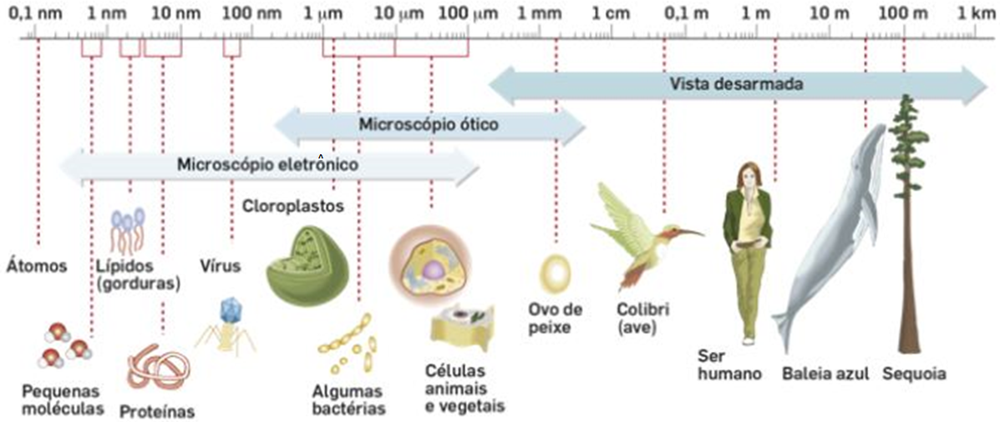 0,1 nm 1 nm 10 nm 100 nm 1 µm 10 µm 100 µm 1 mm 1 cm 0,1 m 1 m 10 m 100 m 1 km
Vista desarmada
Microscópio ótico
Microscópio eletrônico
Cloroplastos
Átomos
Lípidos
(gorduras)
Vírus
Ovo de
peixe
Colibri
(ave)
Ser
humano
Baleia azul
Sequoia
Pequenas
moléculas
Proteínas
Algumas
bactérias
Células
animais
e vegetais